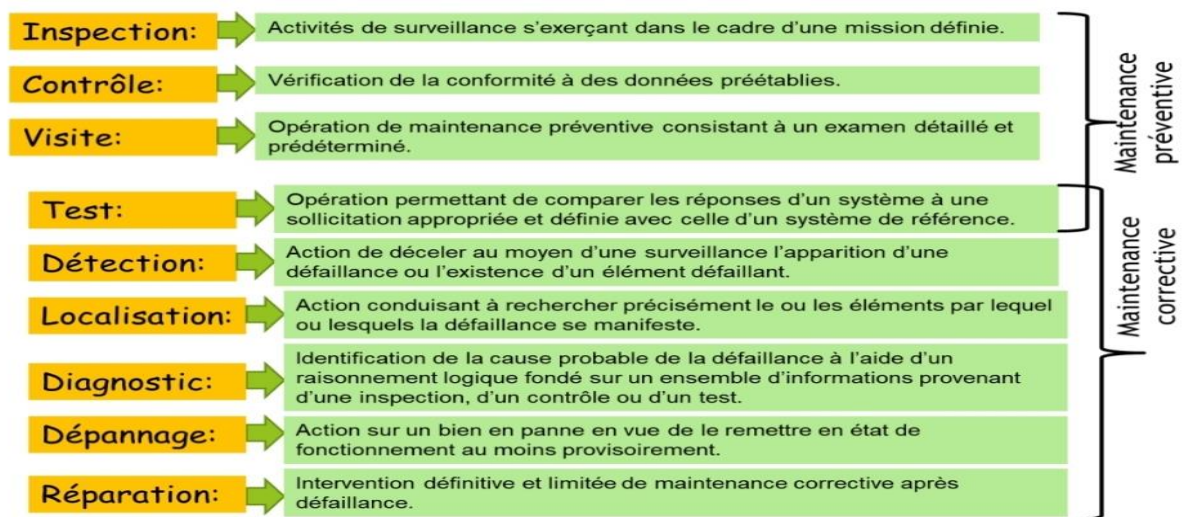 Inspection:
Activités de surveillance s'exerçant dans le cadre d'une mission définie.
Contrôle:
Vérification de la conformité à des données préétablies.
Visite:
Opération de maintenance préventive consistant à un examen détaillé et
prédéterminé.
Maintenance
préventive
Test:
Opération permettant de comparer les réponses d'un système à une
sollicitation appropriée et définie avec celle d'un système de référence.
Détection:
Action de déceler au moyen d'une surveillance l'apparition d'une
défaillance ou l'existence d'un élément défaillant.
Localisation:
Action conduisant à rechercher précisément le ou les éléments par lequel
ou lesquels la défaillance se manifeste.
Diagnostic:
Identification de la cause probable de la défaillance à l'aide d'un
raisonnement logique fondé sur un ensemble d'informations provenant
d'une inspection, d'un contrôle ou d'un test.
Dépannage:
Action sur un bien en panne en vue de le remettre en état de
fonctionnement au moins provisoirement.
Réparation:
Intervention définitive et limitée de maintenance corrective après
défaillance.
Maintenance
corrective